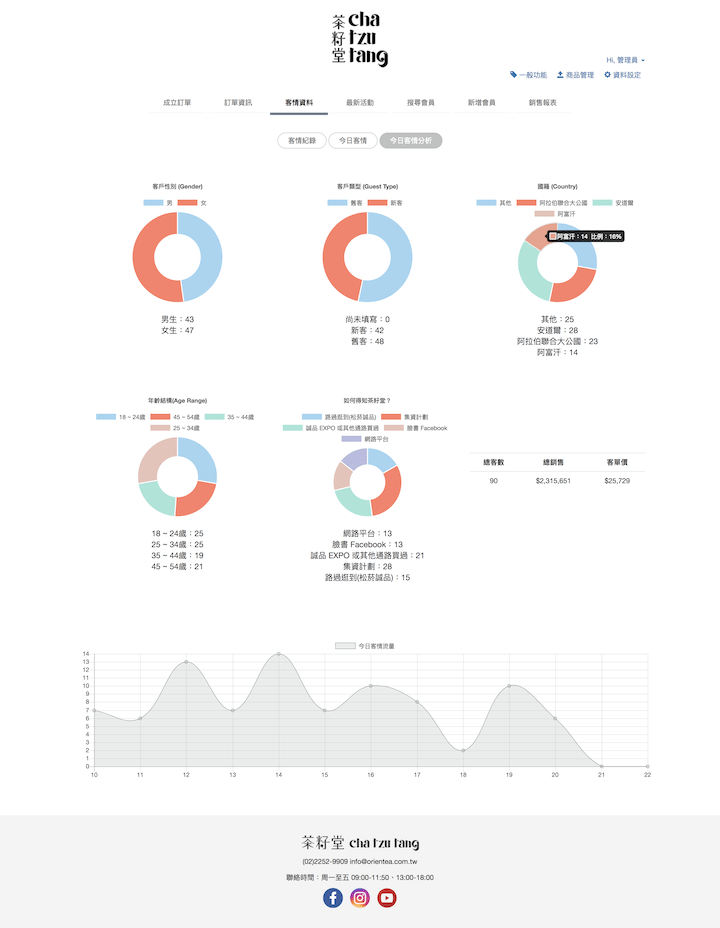 茶籽堂
cha
tzu
tang
Hi, 管理員
一般功能 商品管理 資料設定
成立訂單 訂單資訊 客情資料 最新活動 搜尋會員 新增會員 銷售報表
客情紀錄 今日客情 今日客情分析
客戶性別 (Gender)
男 女
男生：43
女生：47
客戶類型 (Guest Type)
舊客 新客
尚未填寫：0
新客：42
舊客：48
國籍 (Country)
其他 阿拉伯聯合大公國 安道爾
阿富汗
阿富汗：14 比例：16%
其他：25
安道爾：28
阿拉伯聯合大公國：23
阿富汗：14
年齡結構(Age Range)
18 ~ 24歲 45 ~ 54歲 35 ~ 44歲
25 ~ 34歲
18 ~ 24歲：25
25 ~ 34歲：25
35 ~ 44歲：19
45 ~ 54歲：21
如何得知茶籽堂？
路過逛到(松菸誠品) 集資計劃
誠品 EXPO 或其他通路買過 臉書 Facebook
網路平台
網路平台：13
臉書 Facebook：13
誠品 EXPO 或其他通路買過：21
集資計劃：28
路過逛到(松菸誠品)：15
總客數 總銷售 客單價
90 $2,315,651 $25,729
今日客情流量
14
13
12
11
10
9
8
7
6
5
4
3
2
1
0
10 11 12 13 14 15 16 17 18 19 20 21 22
茶籽堂 cha tzu tang
(02)2252-9909 info@orientea.com.tw
聯絡時間：周一至五 09:00-11:50、13:00-18:00